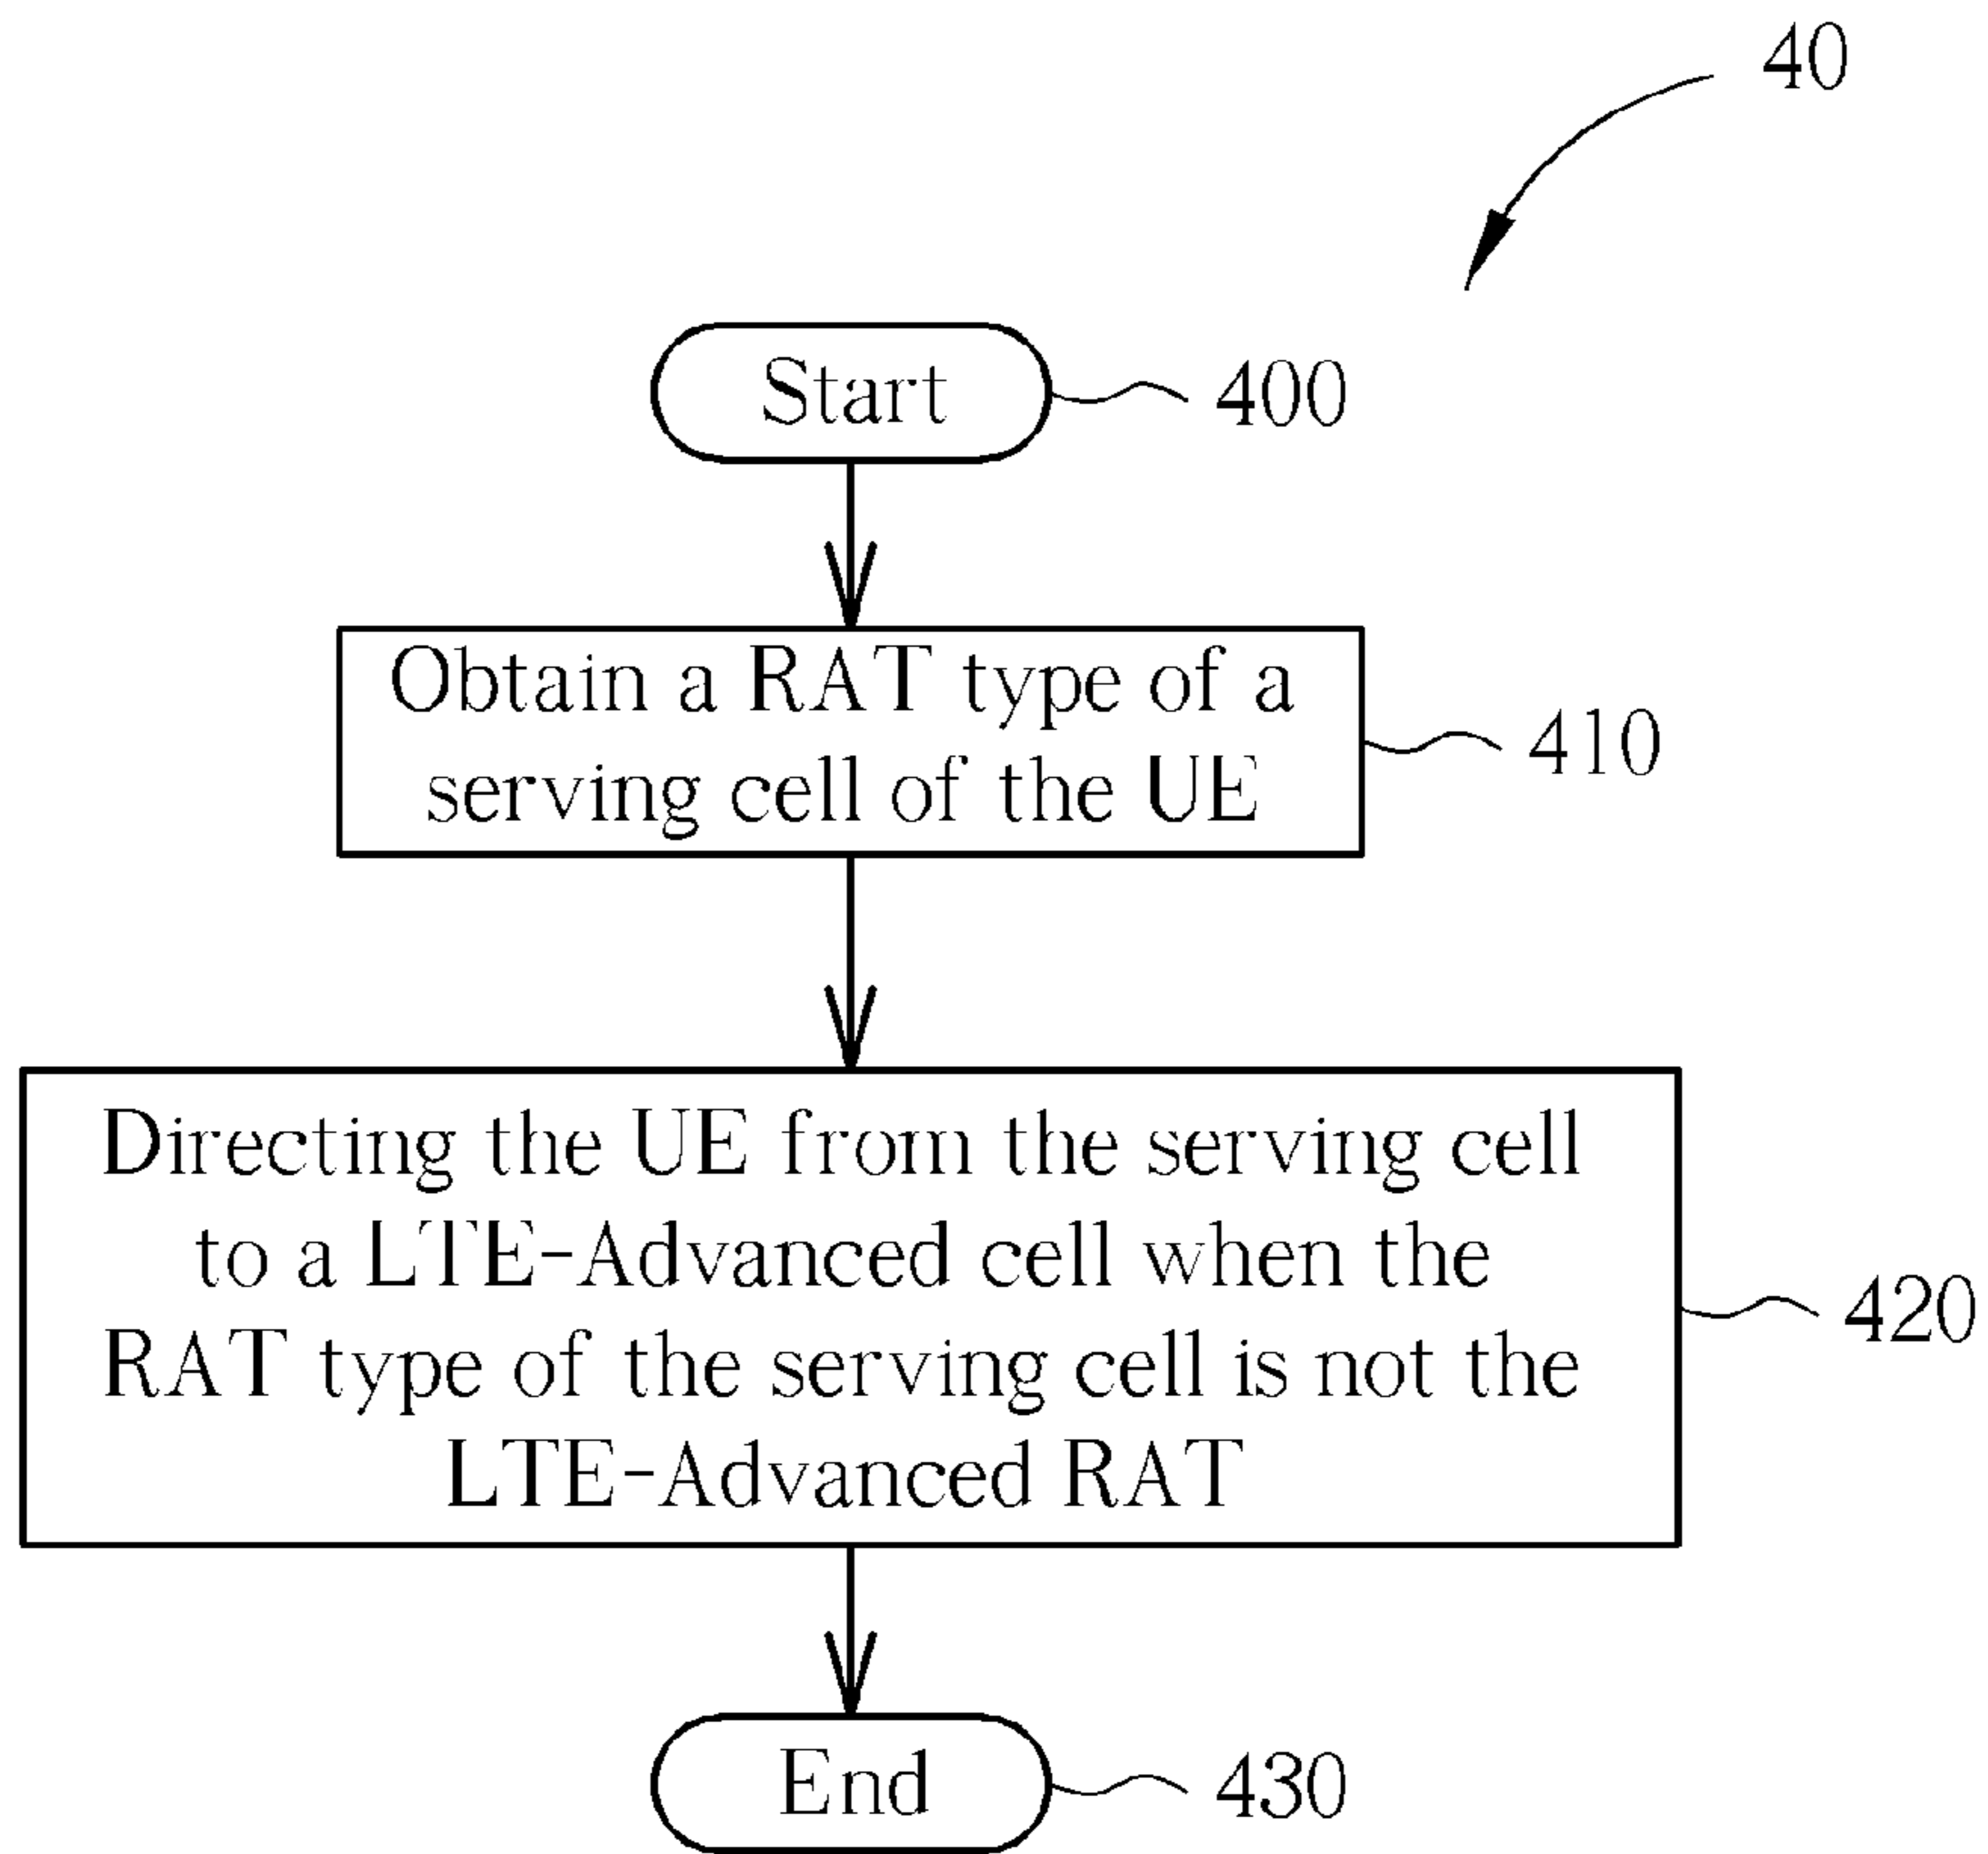 40
Start
400
Obtain a RAT type of a
serving cell of the UE
410
Directing the UE from the serving cell
to a LTE-Advanced cell when the
RAT type of the serving cell is not the
LTE-Advanced RAT
420
End
430